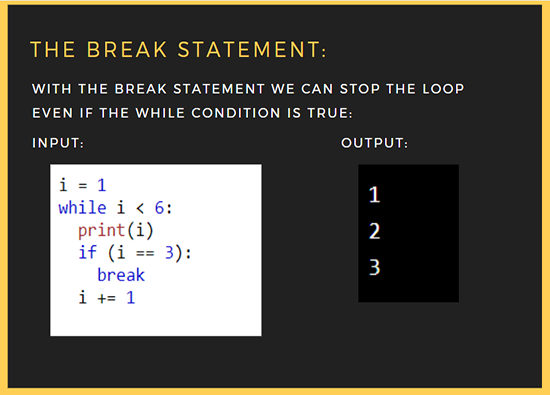 THE BREAK STATEMENT:
WITH THE BREAK STATEMENT WE CAN STOP THE LOOP
EVEN IF THE WHILE CONDITION IS TRUE:
INPUT:
i = 1
while i < 6:
  print(i)
  if (i == 3):
    break
  i += 1
OUTPUT:
1
2
3